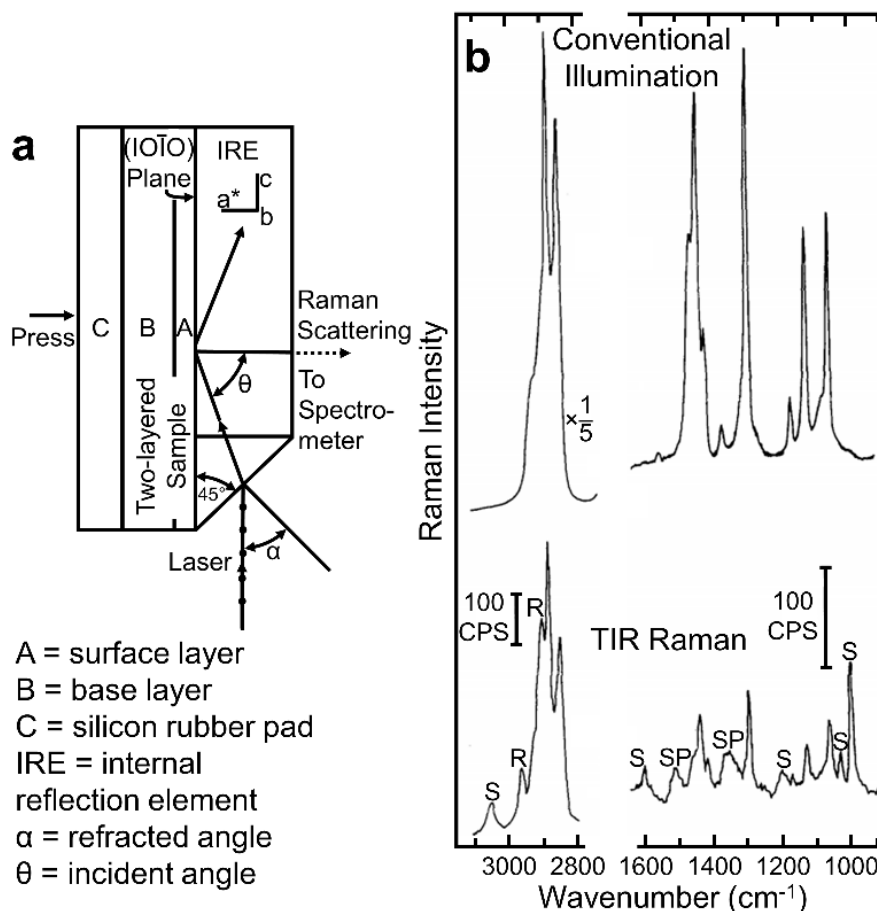 a
(10Ī0)
Plane
IRE
a*
c
b
Press
C
B
A
θ
Raman
Scattering
To
Spectro-
meter
Two-layered
Sample
45°
Laser
α
A = surface layer
B = base layer
C = silicon rubber pad
IRE = internal
reflection element
α = refracted angle
θ = incident angle
b
Conventional
Illumination
×1/5
Raman Intensity
100
CPS
R
TIR Raman
100
CPS
S
R
S
S
SP
SP
S
S
S
3000
2800
1600
1400
1200
1000
Wavenumber (cm⁻¹)